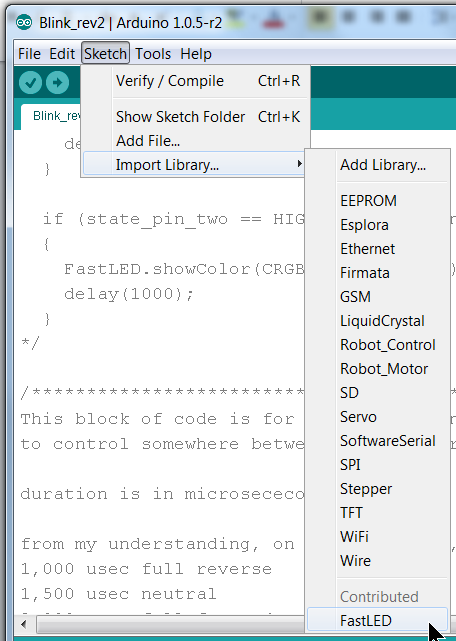 Blink_rev2 | Arduino 1.0.5-r2
File Edit Sketch Tools Help
Verify / Compile Ctrl+R
Blink_rev
Show Sketch Folder Ctrl+K
Add File...
Import Library...
Add Library...
EEPROM
Esplora
Ethernet
Firmata
GSM
LiquidCrystal
Robot_Control
Robot_Motor
SD
Servo
SoftwareSerial
SPI
Stepper
TFT
WiFi
Wire
Contributed
FastLED
de
}
if (state_pin_two == HIG
{
FastLED.showColor(CRGB
delay(1000);
}
*/
/**************************
This block of code is for
to control somewhere betwe
duration is in microsececo
from my understanding, on
1,000 usec full reverse
1,500 usec neutral